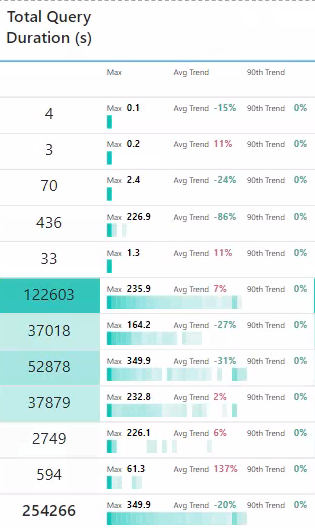 Total Query
Duration (s)
Max Avg Trend 90th Trend
4 Max 0.1 Avg Trend -15% 90th Trend 0%
3 Max 0.2 Avg Trend 11% 90th Trend 0%
70 Max 2.4 Avg Trend -24% 90th Trend 0%
436 Max 226.9 Avg Trend -86% 90th Trend 0%
33 Max 1.3 Avg Trend 11% 90th Trend 0%
122603 Max 235.9 Avg Trend 7% 90th Trend 0%
37018 Max 164.2 Avg Trend -27% 90th Trend 0%
52878 Max 349.9 Avg Trend -31% 90th Trend 0%
37879 Max 232.8 Avg Trend 2% 90th Trend 0%
2749 Max 226.1 Avg Trend 6% 90th Trend 0%
594 Max 61.3 Avg Trend 137% 90th Trend 0%
254266 Max 349.9 Avg Trend -20% 90th Trend 0%